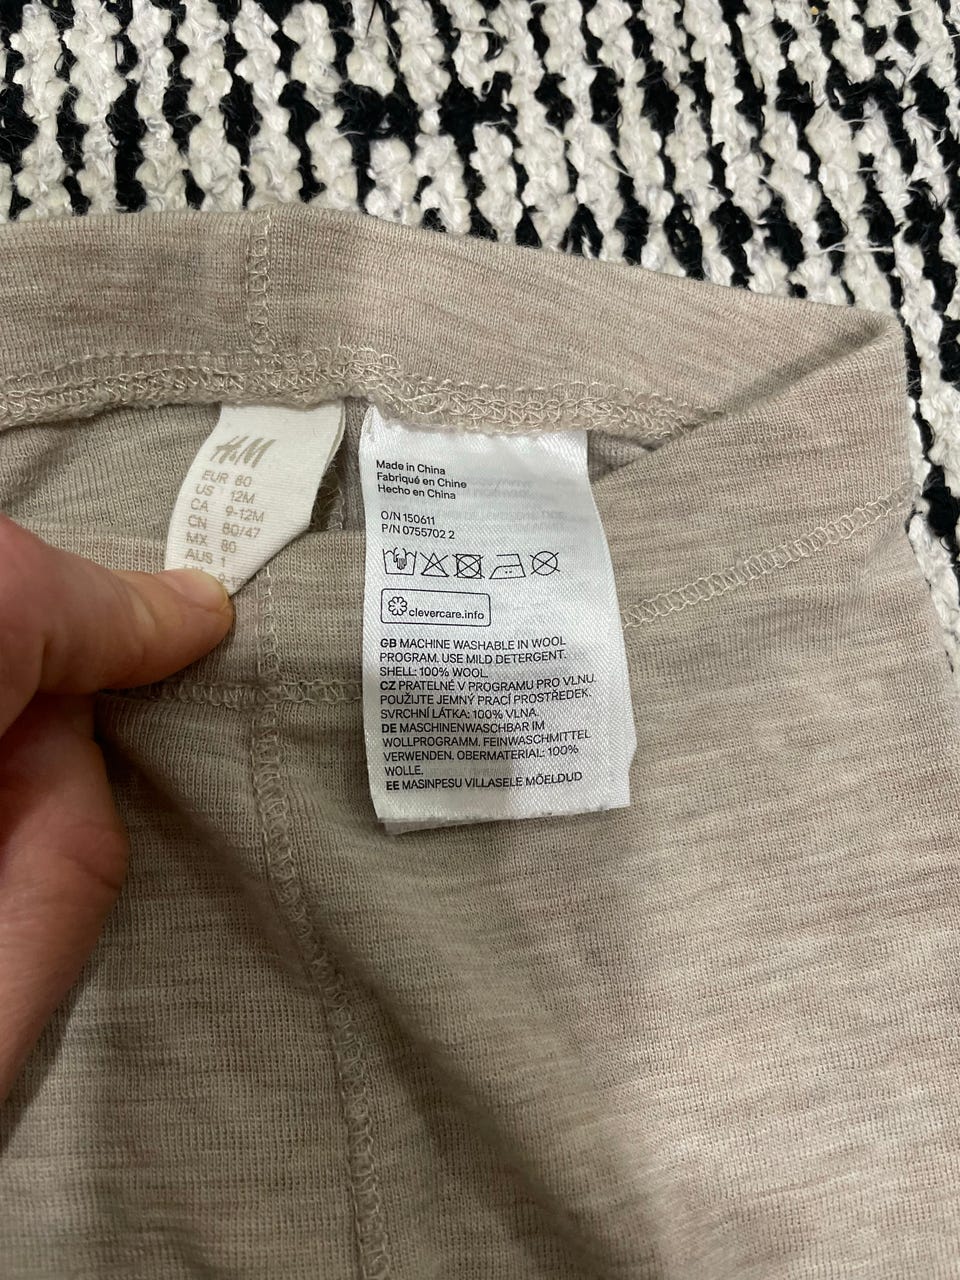 H&M
EUR 80
US 12M
CA 9-12M
CN 80/47
MX 80
AUS 1
Made in China
Fabriqué en Chine
Hecho en China
O/N 150611
P/N 0755702 2
clevercare.info
GB MACHINE WASHABLE IN WOOL
PROGRAM. USE MILD DETERGENT.
SHELL: 100% WOOL.
CZ PRATELNÉ V PROGRAMU PRO VLNU.
POUŽIJTE JEMNÝ PRACÍ PROSTŘEDEK.
SVRCHNÍ LÁTKA: 100% VLNA.
DE MASCHINENWASCHBAR IM
WOLLPROGRAMM. FEINWASCHMITTEL
VERWENDEN. OBERMATERIAL: 100%
WOLLE.
EE MASINPESU VILLASELE MÕELDUD